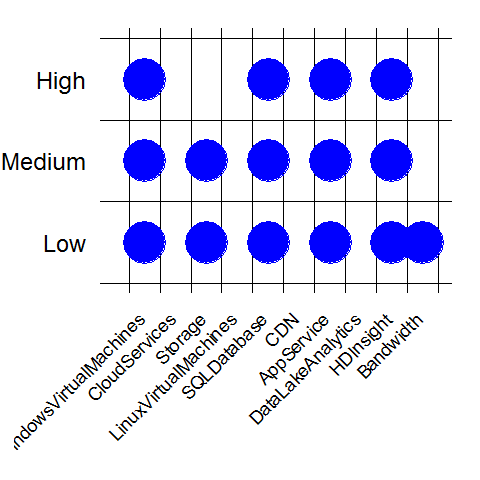 High
Medium
Low
ndowsVirtualMachines
CloudServices
Storage
LinuxVirtualMachines
SQLDatabase
CDN
AppService
DataLakeAnalytics
HDInsight
Bandwidth